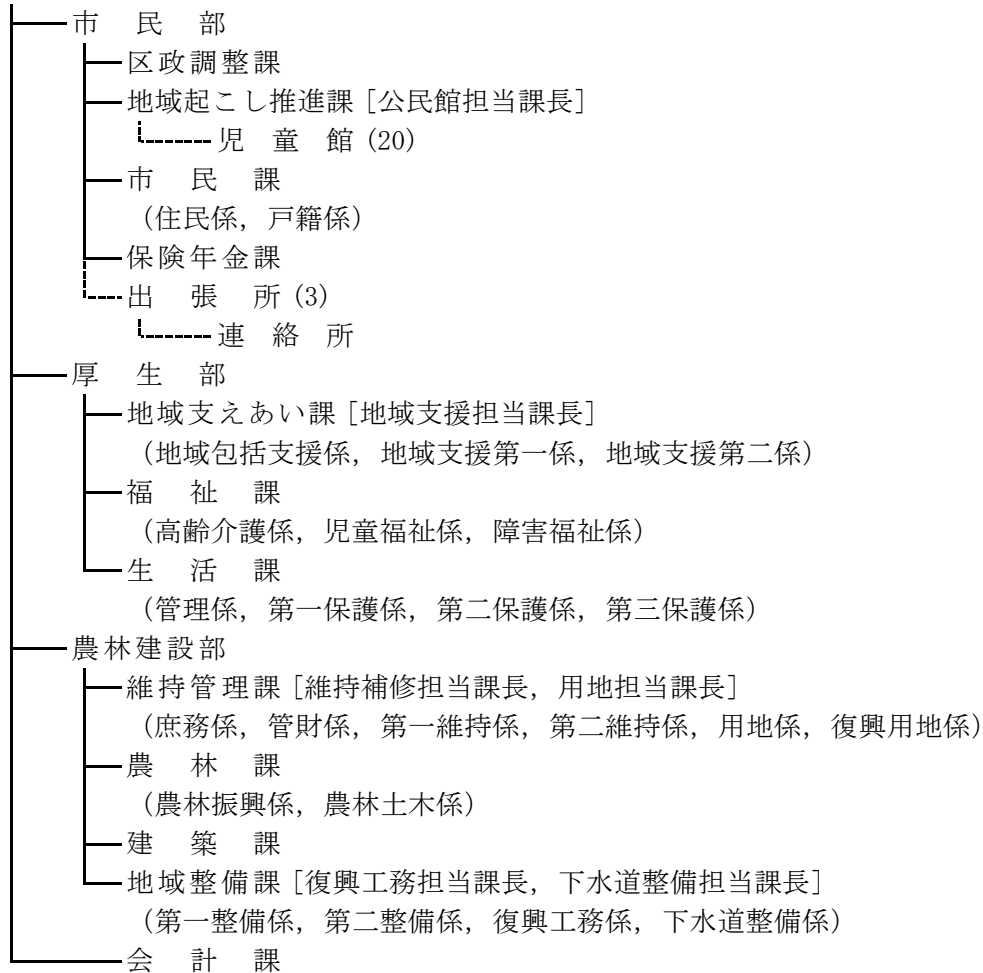 市　民　部
区政調整課
地域起こし推進課［公民館担当課長］
児　童　館 (20)
市　民　課
（住民係，戸籍係）
保険年金課
出　張　所 (3)
連　絡　所
厚　生　部
地域支えあい課［地域支援担当課長］
（地域包括支援係，地域支援第一係，地域支援第二係）
福　祉　課
（高齢介護係，児童福祉係，障害福祉係）
生　活　課
（管理係，第一保護係，第二保護係，第三保護係）
農林建設部
維持管理課［維持補修担当課長，用地担当課長］
（庶務係，管財係，第一維持係，第二維持係，用地係，復興用地係）
農　林　課
（農林振興係，農林土木係）
建　築　課
地域整備課［復興工務担当課長，下水道整備担当課長］
（第一整備係，第二整備係，復興工務係，下水道整備係）
会　計　課